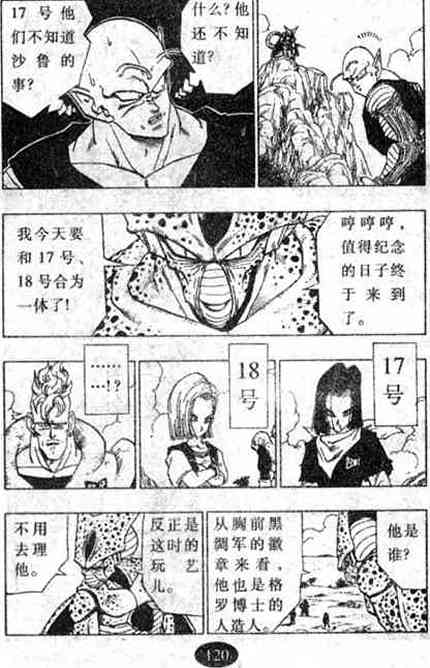 什么?他
还不知
道?
17号他
们不知道
沙鲁的
事?
哼哼哼,
值得纪念
的日子终
于来到
了。
我今天要
和17号、
18号合为
一体了!
17
号
18
号
……
…!?
他是
谁?
从胸前黑
绸军的徽
章来看,
他也是格
罗博士的
人造人。
反正是
这时的
玩艺
儿。
不用
去理
他。
120